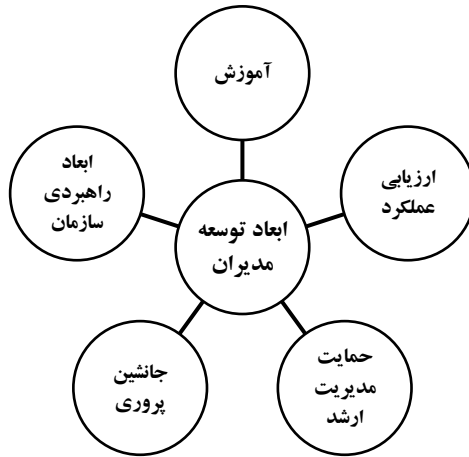 آموزش
ارزیابی
عملکرد
ابعاد
راهبردی
سازمان
ابعاد توسعه
مدیران
حمایت
مدیریت
ارشد
جانشین
پروری